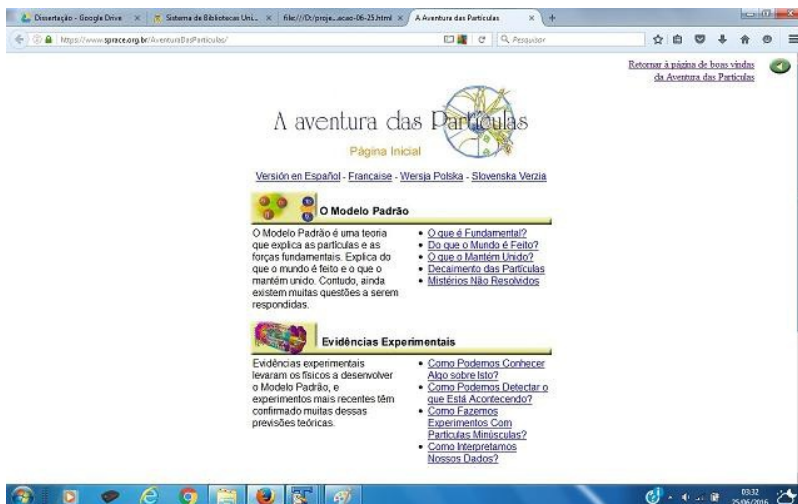 Dissertação - Google Drive
Sistema de Bibliotecas Uni...
file:///D:/proje...acao-06-25.html
A Aventura das Partículas
https://www.sprace.org.br/AventuraDasParticulas/
Pesquisar
Retornar à página de boas vindas
da Aventura das Partículas
A aventura das Partículas
Página Inicial
Versión en Español - Francaise - Wersja Polska - Slovenska Verzia
O Modelo Padrão
O Modelo Padrão é uma teoria
que explica as partículas e as
forças fundamentais. Explica do
que o mundo é feito e o que o
mantém unido. Contudo, ainda
existem muitas questões a serem
respondidas.
• O que é Fundamental?
• Do que o Mundo é Feito?
• O que o Mantém Unido?
• Decaimento das Partículas
• Mistérios Não Resolvidos
Evidências Experimentais
Evidências experimentais
levaram os físicos a desenvolver
o Modelo Padrão, e
experimentos mais recentes têm
confirmado muitas dessas
previsões teóricas.
• Como Podemos Conhecer
Algo sobre Isto?
• Como Podemos Detectar o
que Está Acontecendo?
• Como Fazemos
Experimentos Com
Partículas Minúsculas?
• Como Interpretamos
Nossos Dados?
03:32
25/06/2016